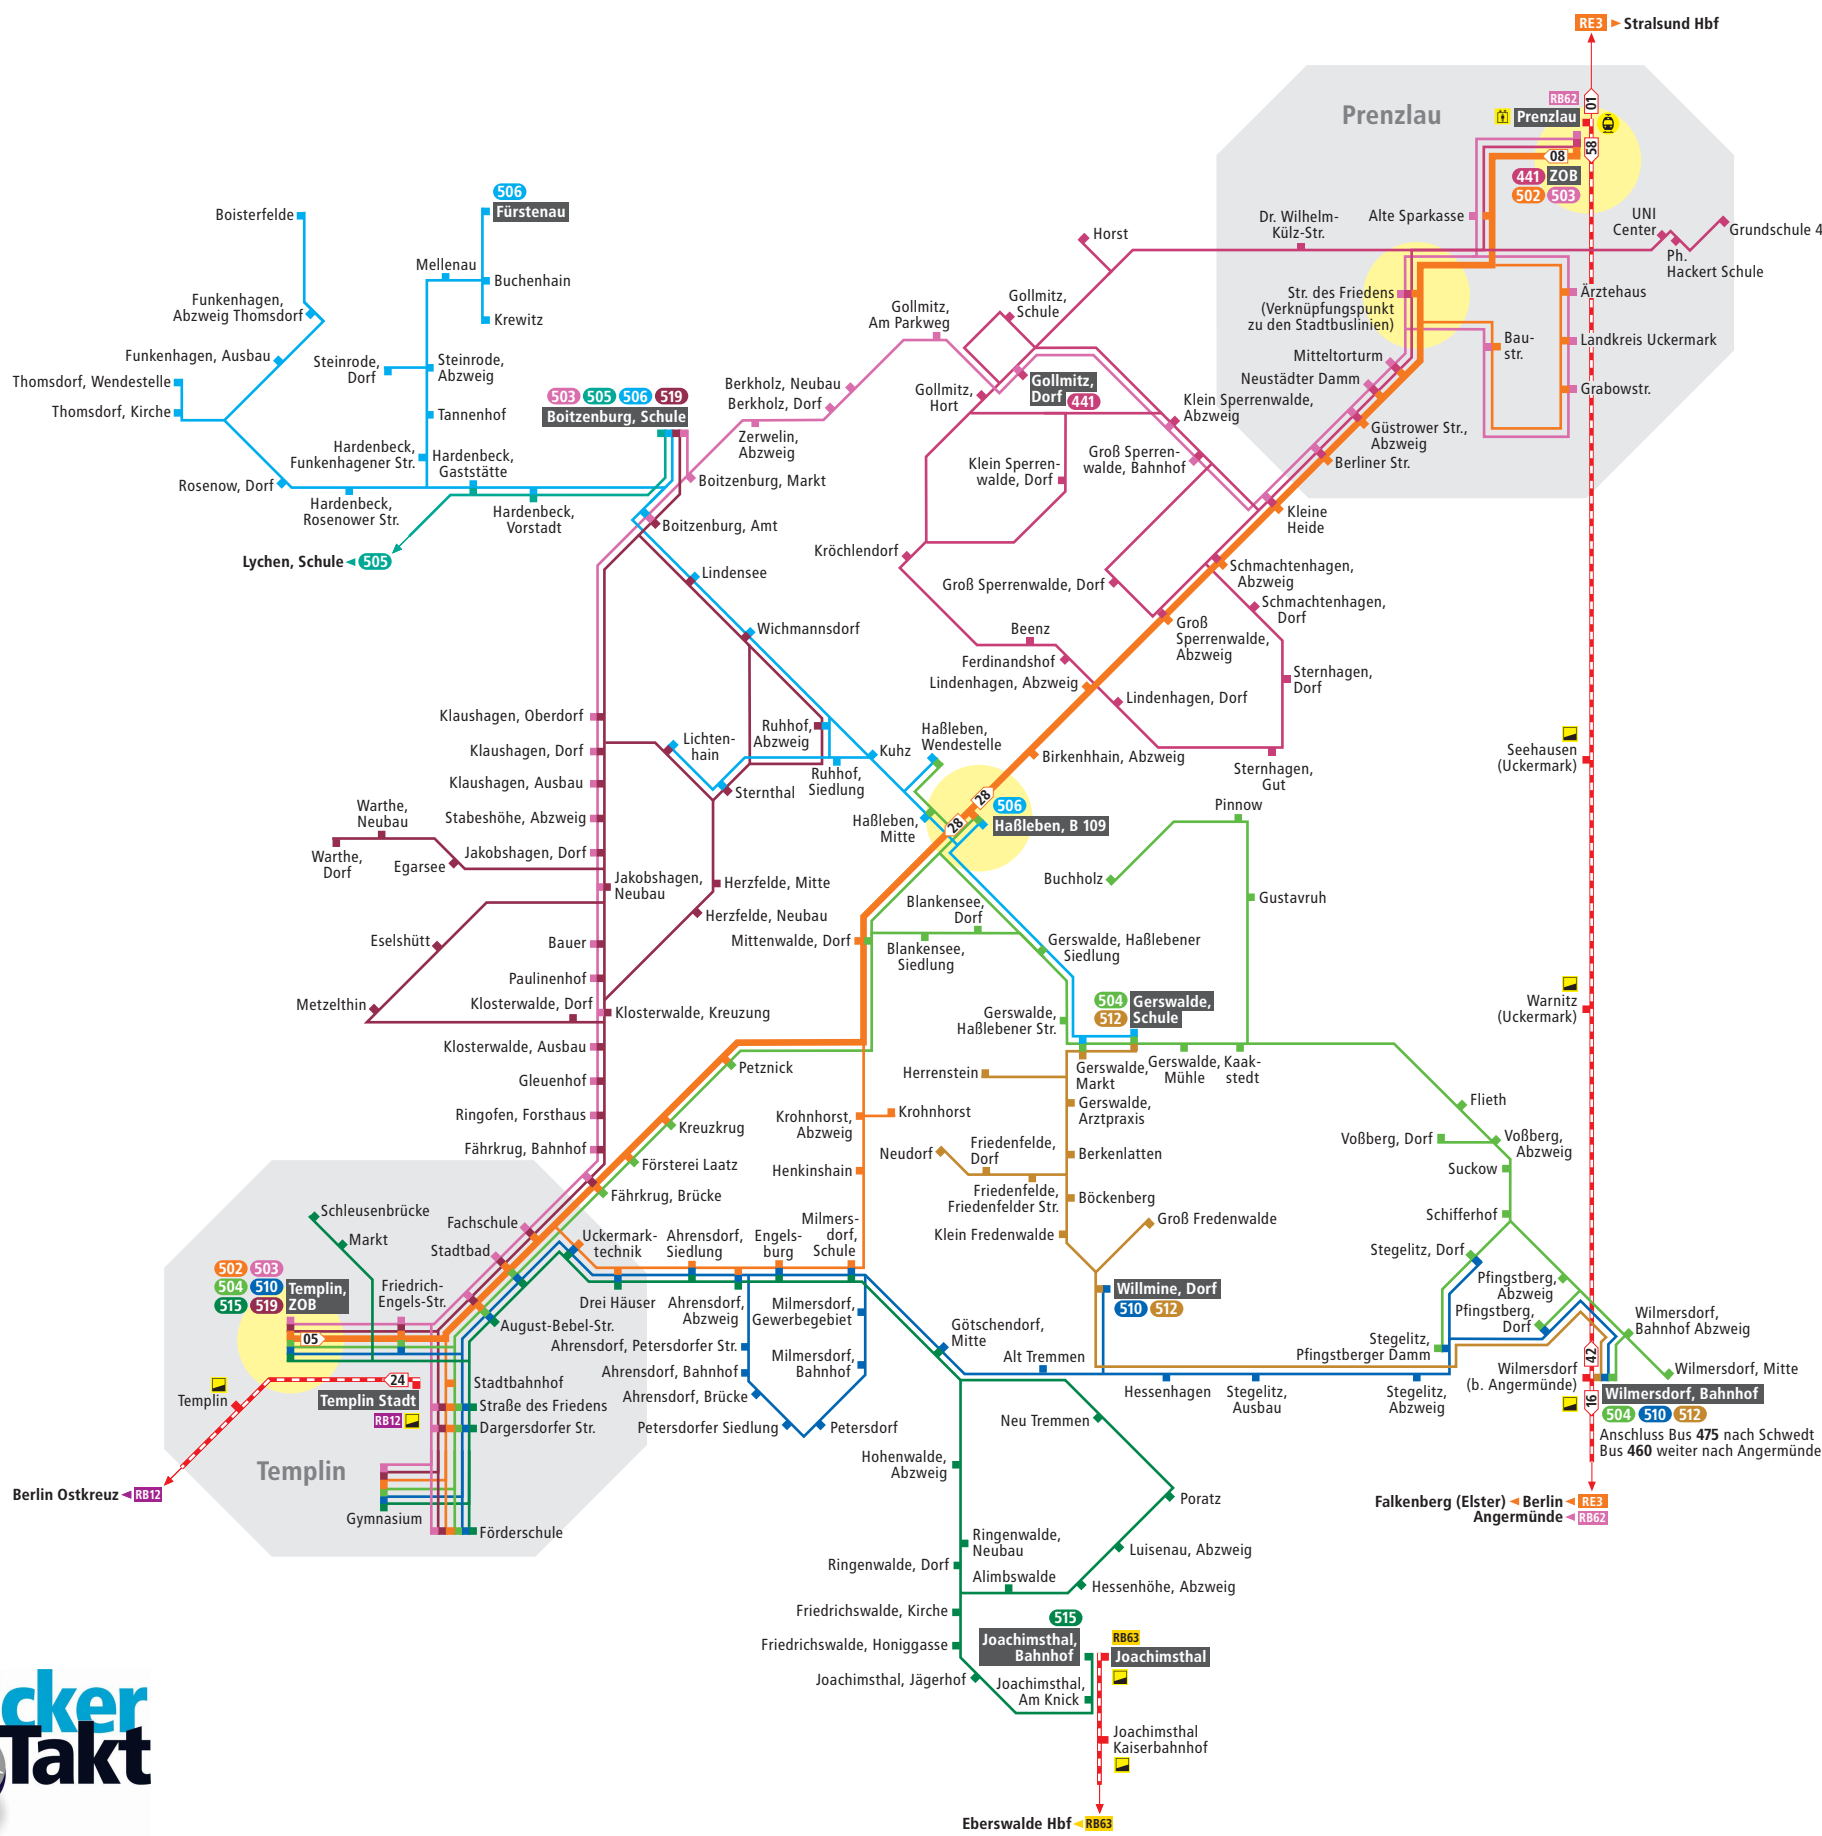 RE3 Stralsund Hbf
Prenzlau
RB62
Prenzlau
01
58
08
441 ZOB
502 503
Alte Sparkasse
Dr. Wilhelm-
Külz-Str.
UNI
Center
Grundschule 4
Ph.
Hackert Schule
Str. des Friedens
(Verknüpfungspunkt
zu den Stadtbuslinien)
Ärztehaus
Bau-
str.
Landkreis Uckermark
Grabowstr.
Mitteltorturm
Neustädter Damm
Güstrower Str.,
Abzweig
Berliner Str.
506
Fürstenau
Boisterfelde
Mellenau
Buchenhain
Krewitz
Funkenhagen,
Abzweig Thomsdorf
Funkenhagen, Ausbau
Steinrode,
Dorf
Steinrode,
Abzweig
Thomsdorf, Wendestelle
Thomsdorf, Kirche
Tannenhof
Hardenbeck,
Funkenhagener Str.
Hardenbeck,
Gaststätte
Rosenow, Dorf
Hardenbeck,
Rosenower Str.
Hardenbeck,
Vorstadt
Lychen, Schule 505
503 505 506 519
Boitzenburg, Schule
Boitzenburg, Markt
Boitzenburg, Amt
Zerwelin,
Abzweig
Berkholz, Neubau
Berkholz, Dorf
Gollmitz,
Am Parkweg
Horst
Gollmitz,
Schule
Gollmitz,
Hort
Gollmitz,
Dorf 441
Klein Sperrenwalde,
Abzweig
Groß Sperren-
walde, Bahnhof
Klein Sperren-
walde, Dorf
Kleine
Heide
Kröchlendorf
Groß Sperrenwalde, Dorf
Schmachtenhagen,
Abzweig
Schmachtenhagen,
Dorf
Groß
Sperrenwalde,
Abzweig
Beenz
Ferdinandshof
Lindenhagen, Abzweig
Lindenhagen, Dorf
Sternhagen,
Dorf
Sternhagen,
Gut
Birkenhhain, Abzweig
Lindensee
Wichmannsdorf
Ruhhof,
Abzweig
Lichten-
hain
Kuhz
Ruhhof,
Siedlung
Sternthal
Haßleben,
Wendestelle
Haßleben,
Mitte
28
28
506
Haßleben, B 109
Klaushagen, Oberdorf
Klaushagen, Dorf
Klaushagen, Ausbau
Stabeshöhe, Abzweig
Jakobshagen, Dorf
Jakobshagen,
Neubau
Warthe,
Neubau
Warthe,
Dorf
Egarsee
Eselshütt
Metzelthin
Bauer
Paulinenhof
Klosterwalde, Dorf
Klosterwalde, Kreuzung
Klosterwalde, Ausbau
Gleuenhof
Ringofen, Forsthaus
Fährkrug, Bahnhof
Herzfelde, Mitte
Herzfelde, Neubau
Mittenwalde, Dorf
Blankensee,
Dorf
Blankensee,
Siedlung
Gerswalde, Haßlebener
Siedlung
Buchholz
Pinnow
Gustavruh
504 Gerswalde,
512 Schule
Gerswalde,
Haßlebener Str.
Gerswalde,
Markt
Gerswalde,
Mühle
Kaak-
stedt
Gerswalde,
Arztpraxis
Herrenstein
Berkenlatten
Neudorf
Friedenfelde,
Dorf
Friedenfelde,
Friedenfelder Str.
Böckenberg
Klein Fredenwalde
Groß Fredenwalde
Willmine, Dorf
510 512
Seehausen
(Uckermark)
Warnitz
(Uckermark)
Flieth
Voßberg, Dorf
Voßberg,
Abzweig
Suckow
Schifferhof
Stegelitz, Dorf
Pfingstberg,
Abzweig
Pfingstberg,
Dorf
Stegelitz,
Pfingstberger Damm
Wilmersdorf,
Bahnhof Abzweig
Wilmersdorf, Mitte
Wilmersdorf
(b. Angermünde)
42
16
Wilmersdorf, Bahnhof
504 510 512
Anschluss Bus 475 nach Schwedt
Bus 460 weiter nach Angermünde
Falkenberg (Elster) Berlin RE3
Angermünde RB62
Petznick
Kreuzkrug
Försterei Laatz
Fährkrug, Brücke
Krohnhorst,
Abzweig
Krohnhorst
Henkinshain
Uckermark-
technik
Ahrensdorf,
Siedlung
Engels-
burg
Milmers-
dorf,
Schule
Drei Häuser
Ahrensdorf,
Abzweig
Milmersdorf,
Gewerbegebiet
Ahrensdorf, Petersdorfer Str.
Ahrensdorf, Bahnhof
Milmersdorf,
Bahnhof
Ahrensdorf, Brücke
Petersdorfer Siedlung
Petersdorf
Götschendorf,
Mitte
Alt Tremmen
Hessenhagen
Stegelitz,
Ausbau
Stegelitz,
Abzweig
Schleusenbrücke
Markt
Fachschule
Stadtbad
Friedrich-
Engels-Str.
502 503
504 510
515 519
Templin,
ZOB
05
August-Bebel-Str.
24
Templin
Templin Stadt
RB12
Stadtbahnhof
Straße des Friedens
Dargersdorfer Str.
Templin
Gymnasium
Förderschule
Berlin Ostkreuz RB12
Neu Tremmen
Hohenwalde,
Abzweig
Poratz
Ringenwalde,
Neubau
Ringenwalde, Dorf
Luisenau, Abzweig
Alimbswalde
Hessenhöhe, Abzweig
Friedrichswalde, Kirche
Friedrichswalde, Honiggasse
Joachimsthal, Jägerhof
515
Joachimsthal,
Bahnhof
Joachimsthal,
Am Knick
RB63
Joachimsthal
Joachimsthal
Kaiserbahnhof
Eberswalde Hbf RB63
cker
Takt